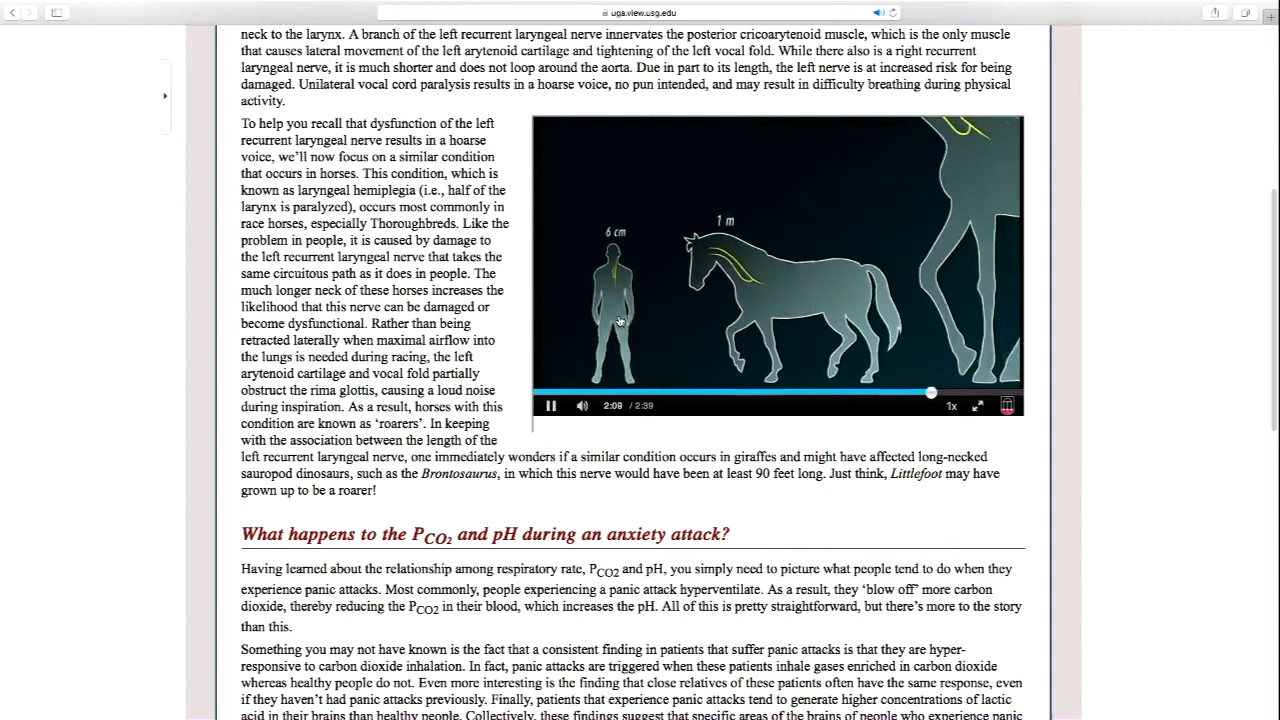 uga.view.usg.edu
neck to the larynx. A branch of the left recurrent laryngeal nerve innervates the posterior cricoarytenoid muscle, which is the only muscle
that causes lateral movement of the left arytenoid cartilage and tightening of the left vocal fold. While there also is a right recurrent
laryngeal nerve, it is much shorter and does not loop around the aorta. Due in part to its length, the left nerve is at increased risk for being
damaged. Unilateral vocal cord paralysis results in a hoarse voice, no pun intended, and may result in difficulty breathing during physical
activity.
To help you recall that dysfunction of the left
recurrent laryngeal nerve results in a hoarse
voice, we'll now focus on a similar condition
that occurs in horses. This condition, which is
known as laryngeal hemiplegia (i.e., half of the
larynx is paralyzed), occurs most commonly in
race horses, especially Thoroughbreds. Like the
problem in people, it is caused by damage to
the left recurrent laryngeal nerve that takes the
same circuitous path as it does in people. The
much longer neck of these horses increases the
likelihood that this nerve can be damaged or
become dysfunctional. Rather than being
retracted laterally when maximal airflow into
the lungs is needed during racing, the left
arytenoid cartilage and vocal fold partially
obstruct the rima glottis, causing a loud noise
during inspiration. As a result, horses with this
condition are known as 'roarers'. In keeping
with the association between the length of the
left recurrent laryngeal nerve, one immediately wonders if a similar condition occurs in giraffes and might have affected long-necked
sauropod dinosaurs, such as the Brontosaurus, in which this nerve would have been at least 90 feet long. Just think, Littlefoot may have
grown up to be a roarer!
6 cm
1 m
2:09 / 2:39
1x
What happens to the PCO2 and pH during an anxiety attack?
Having learned about the relationship among respiratory rate, PCO2 and pH, you simply need to picture what people tend to do when they
experience panic attacks. Most commonly, people experiencing a panic attack hyperventilate. As a result, they 'blow off' more carbon
dioxide, thereby reducing the PCO2 in their blood, which increases the pH. All of this is pretty straightforward, but there's more to the story
than this.
Something you may not have known is the fact that a consistent finding in patients that suffer panic attacks is that they are hyper-
responsive to carbon dioxide inhalation. In fact, panic attacks are triggered when these patients inhale gases enriched in carbon dioxide
whereas healthy people do not. Even more interesting is the finding that close relatives of these patients often have the same response, even
if they haven't had panic attacks previously. Finally, patients that experience panic attacks tend to generate higher concentrations of lactic
acid in their brains than healthy people. Collectively, these findings suggest that specific areas of the brains of people who experience panic